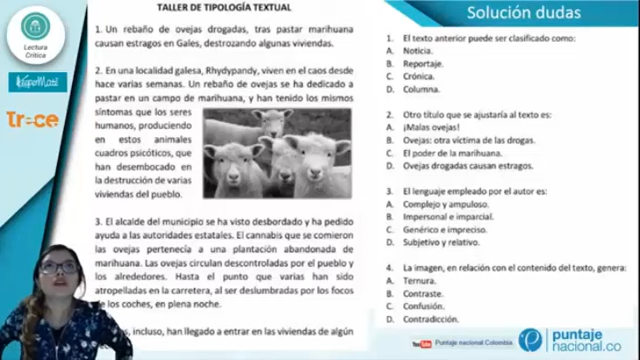 Lectura
Crítica
TALLER DE TIPOLOGÍA TEXTUAL
1. Un rebaño de ovejas drogadas, tras pastar marihuana
causan estragos en Gales, destrozando algunas viviendas.
2. En una localidad galesa, Rhydypandy, viven en el caos desde
hace varias semanas. Un rebaño de ovejas se ha dedicado a
pastar en un campo de marihuana, y han tenido los mismos
síntomas que los seres
humanos, produciendo
en estos animales
cuadros psicóticos, que
han desembocado en
la destrucción de varias
viviendas del pueblo.
3. El alcalde del municipio se ha visto desbordado y ha pedido
ayuda a las autoridades estatales. El cannabis que se comieron
las ovejas pertenecía a una plantación abandonada de
marihuana. Las ovejas circulan descontroladas por el pueblo y
los alrededores. Hasta el punto que varias han sido
atropelladas en la carretera, al ser deslumbradas por los focos
de los coches, en plena noche.
incluso, han llegado a entrar en las viviendas de algún
Solución dudas
1. El texto anterior puede ser clasificado como:
A. Noticia.
B. Reportaje.
C. Crónica.
D. Columna.
2. Otro título que se ajustaría al texto es:
A. ¡Malas ovejas!
B. Ovejas: otra víctima de las drogas.
C. El poder de la marihuana.
D. Ovejas drogadas causan estragos.
3. El lenguaje empleado por el autor es:
A. Complejo y ampuloso.
B. Impersonal e imparcial.
C. Genérico e impreciso.
D. Subjetivo y relativo.
4. La imagen, en relación con el contenido del texto, genera:
A. Ternura.
B. Contraste.
C. Confusión.
D. Contradicción.
YouTube Puntaje nacional Colombia
puntaje
nacional.co